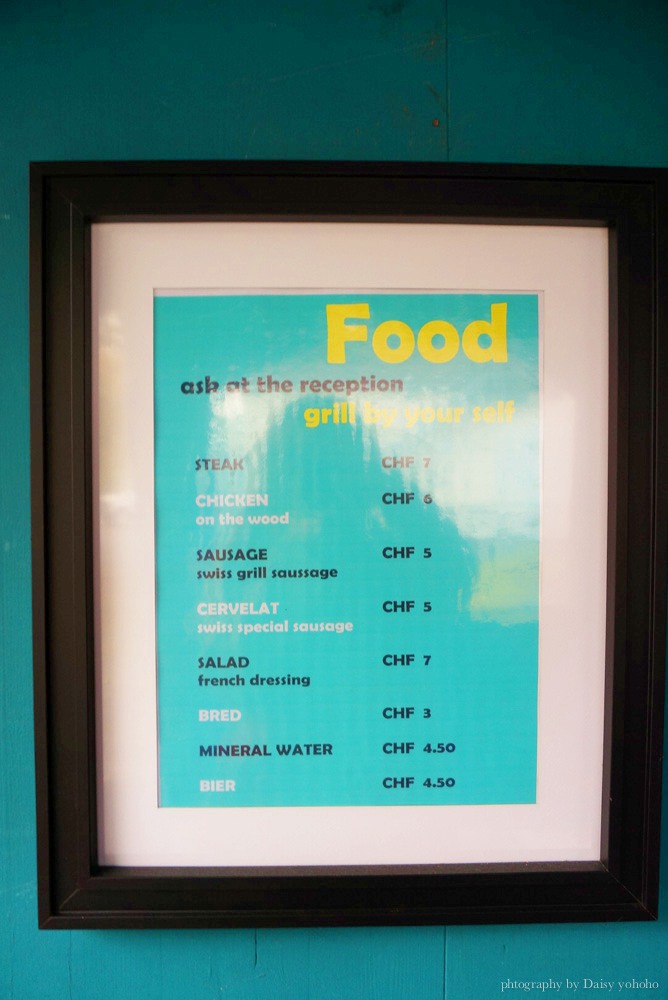 Food
ask at the reception
grill by your self
STEAK CHF 7
CHICKEN CHF 6
on the wood
SAUSAGE CHF 5
swiss grill saussage
CERVELAT CHF 5
swiss special sausage
SALAD CHF 7
french dressing
BRED CHF 3
MINERAL WATER CHF 4.50
BIER CHF 4.50
phtography by Daisy yohoho